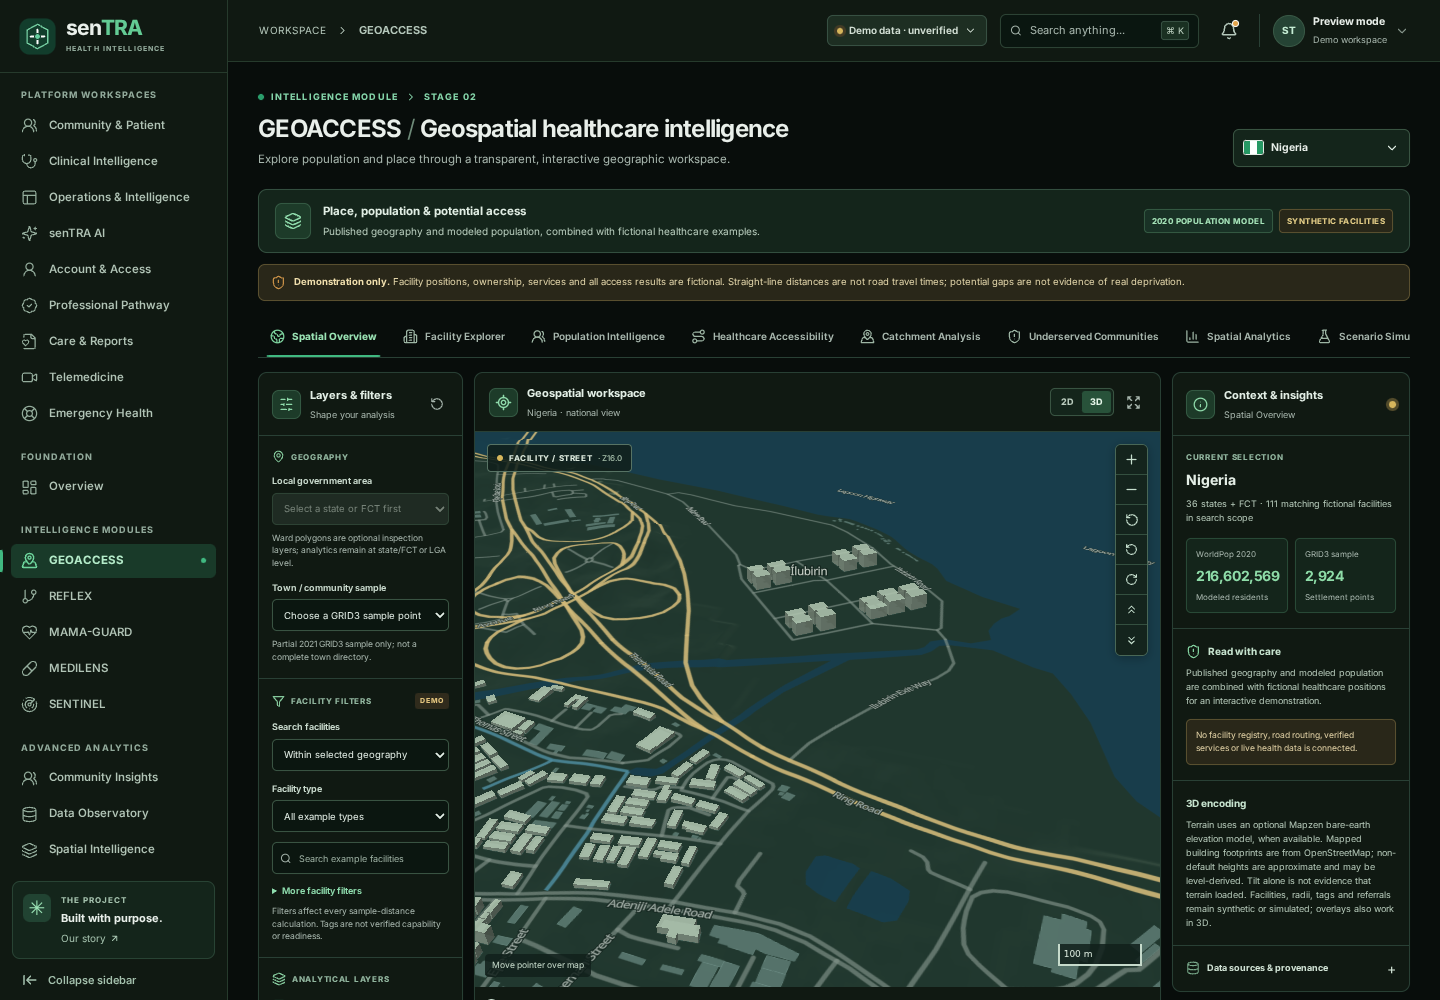 senTRA
HEALTH INTELLIGENCE
PLATFORM WORKSPACES
Community & Patient
Clinical Intelligence
Operations & Intelligence
senTRA AI
Account & Access
Professional Pathway
Care & Reports
Telemedicine
Emergency Health
FOUNDATION
Overview
INTELLIGENCE MODULES
GEOACCESS
REFLEX
MAMA-GUARD
MEDILENS
SENTINEL
ADVANCED ANALYTICS
Community Insights
Data Observatory
Spatial Intelligence
THE PROJECT
Built with purpose.
Our story
Collapse sidebar
WORKSPACE
GEOACCESS
Demo data · unverified
Search anything...
⌘ K
ST
Preview mode
Demo workspace
INTELLIGENCE MODULE
STAGE 02
GEOACCESS / Geospatial healthcare intelligence
Explore population and place through a transparent, interactive geographic workspace.
Nigeria
Place, population & potential access
Published geography and modeled population, combined with fictional healthcare examples.
2020 POPULATION MODEL
SYNTHETIC FACILITIES
Demonstration only. Facility positions, ownership, services and all access results are fictional. Straight-line distances are not road travel times; potential gaps are not evidence of real deprivation.
Spatial Overview
Facility Explorer
Population Intelligence
Healthcare Accessibility
Catchment Analysis
Underserved Communities
Spatial Analytics
Scenario Simu
Layers & filters
Shape your analysis
GEOGRAPHY
Local government area
Select a state or FCT first
Ward polygons are optional inspection
layers; analytics remain at state/FCT or LGA
level.
Town / community sample
Choose a GRID3 sample point
Partial 2021 GRID3 sample only; not a
complete town directory.
FACILITY FILTERS
DEMO
Search facilities
Within selected geography
Facility type
All example types
Search example facilities
More facility filters
Filters affect every sample-distance
calculation. Tags are not verified capability
or readiness.
ANALYTICAL LAYERS
Geospatial workspace
Nigeria · national view
2D
3D
FACILITY / STREET · Z16.0
Ilubirin
Ring Road
Adeniji Adele Road
Street
Street
Move pointer over map
100 m
Context & insights
Spatial Overview
CURRENT SELECTION
Nigeria
36 states + FCT · 111 matching fictional facilities
in search scope
WorldPop 2020
216,602,569
Modeled residents
GRID3 sample
2,924
Settlement points
Read with care
Published geography and modeled population
are combined with fictional healthcare positions
for an interactive demonstration.
No facility registry, road routing, verified
services or live health data is connected.
3D encoding
Terrain uses an optional Mapzen bare-earth
elevation model, when available. Mapped
building footprints are from OpenStreetMap; non-
default heights are approximate and may be
level-derived. Tilt alone is not evidence that
terrain loaded. Facilities, radii, tags and referrals
remain synthetic or simulated; overlays also work
in 3D.
Data sources & provenance
+